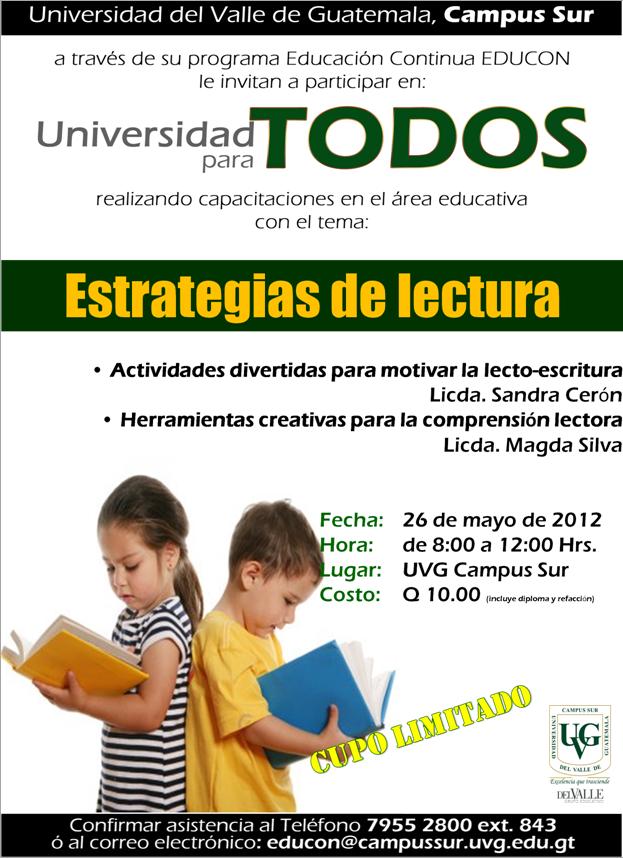 Universidad del Valle de Guatemala, Campus Sur
a través de su programa Educación Continua EDUCON
le invitan a participar en:
Universidad
para TODOS
realizando capacitaciones en el área educativa
con el tema:
Estrategias de lectura
• Actividades divertidas para motivar la lecto-escritura
Licda. Sandra Cerón
• Herramientas creativas para la comprensión lectora
Licda. Magda Silva
Fecha: 26 de mayo de 2012
Hora: de 8:00 a 12:00 Hrs.
Lugar: UVG Campus Sur
Costo: Q 10.00 (incluye diploma y refacción)
CUPO LIMITADO
CAMPUS SUR
UNIVERSIDAD
UVG
GUATEMALA
DEL VALLE DE
Excelencia que trasciende
DEL VALLE
GRUPO EDUCATIVO
Confirmar asistencia al Teléfono 7955 2800 ext. 843
ó al correo electrónico: educon@campussur.uvg.edu.gt